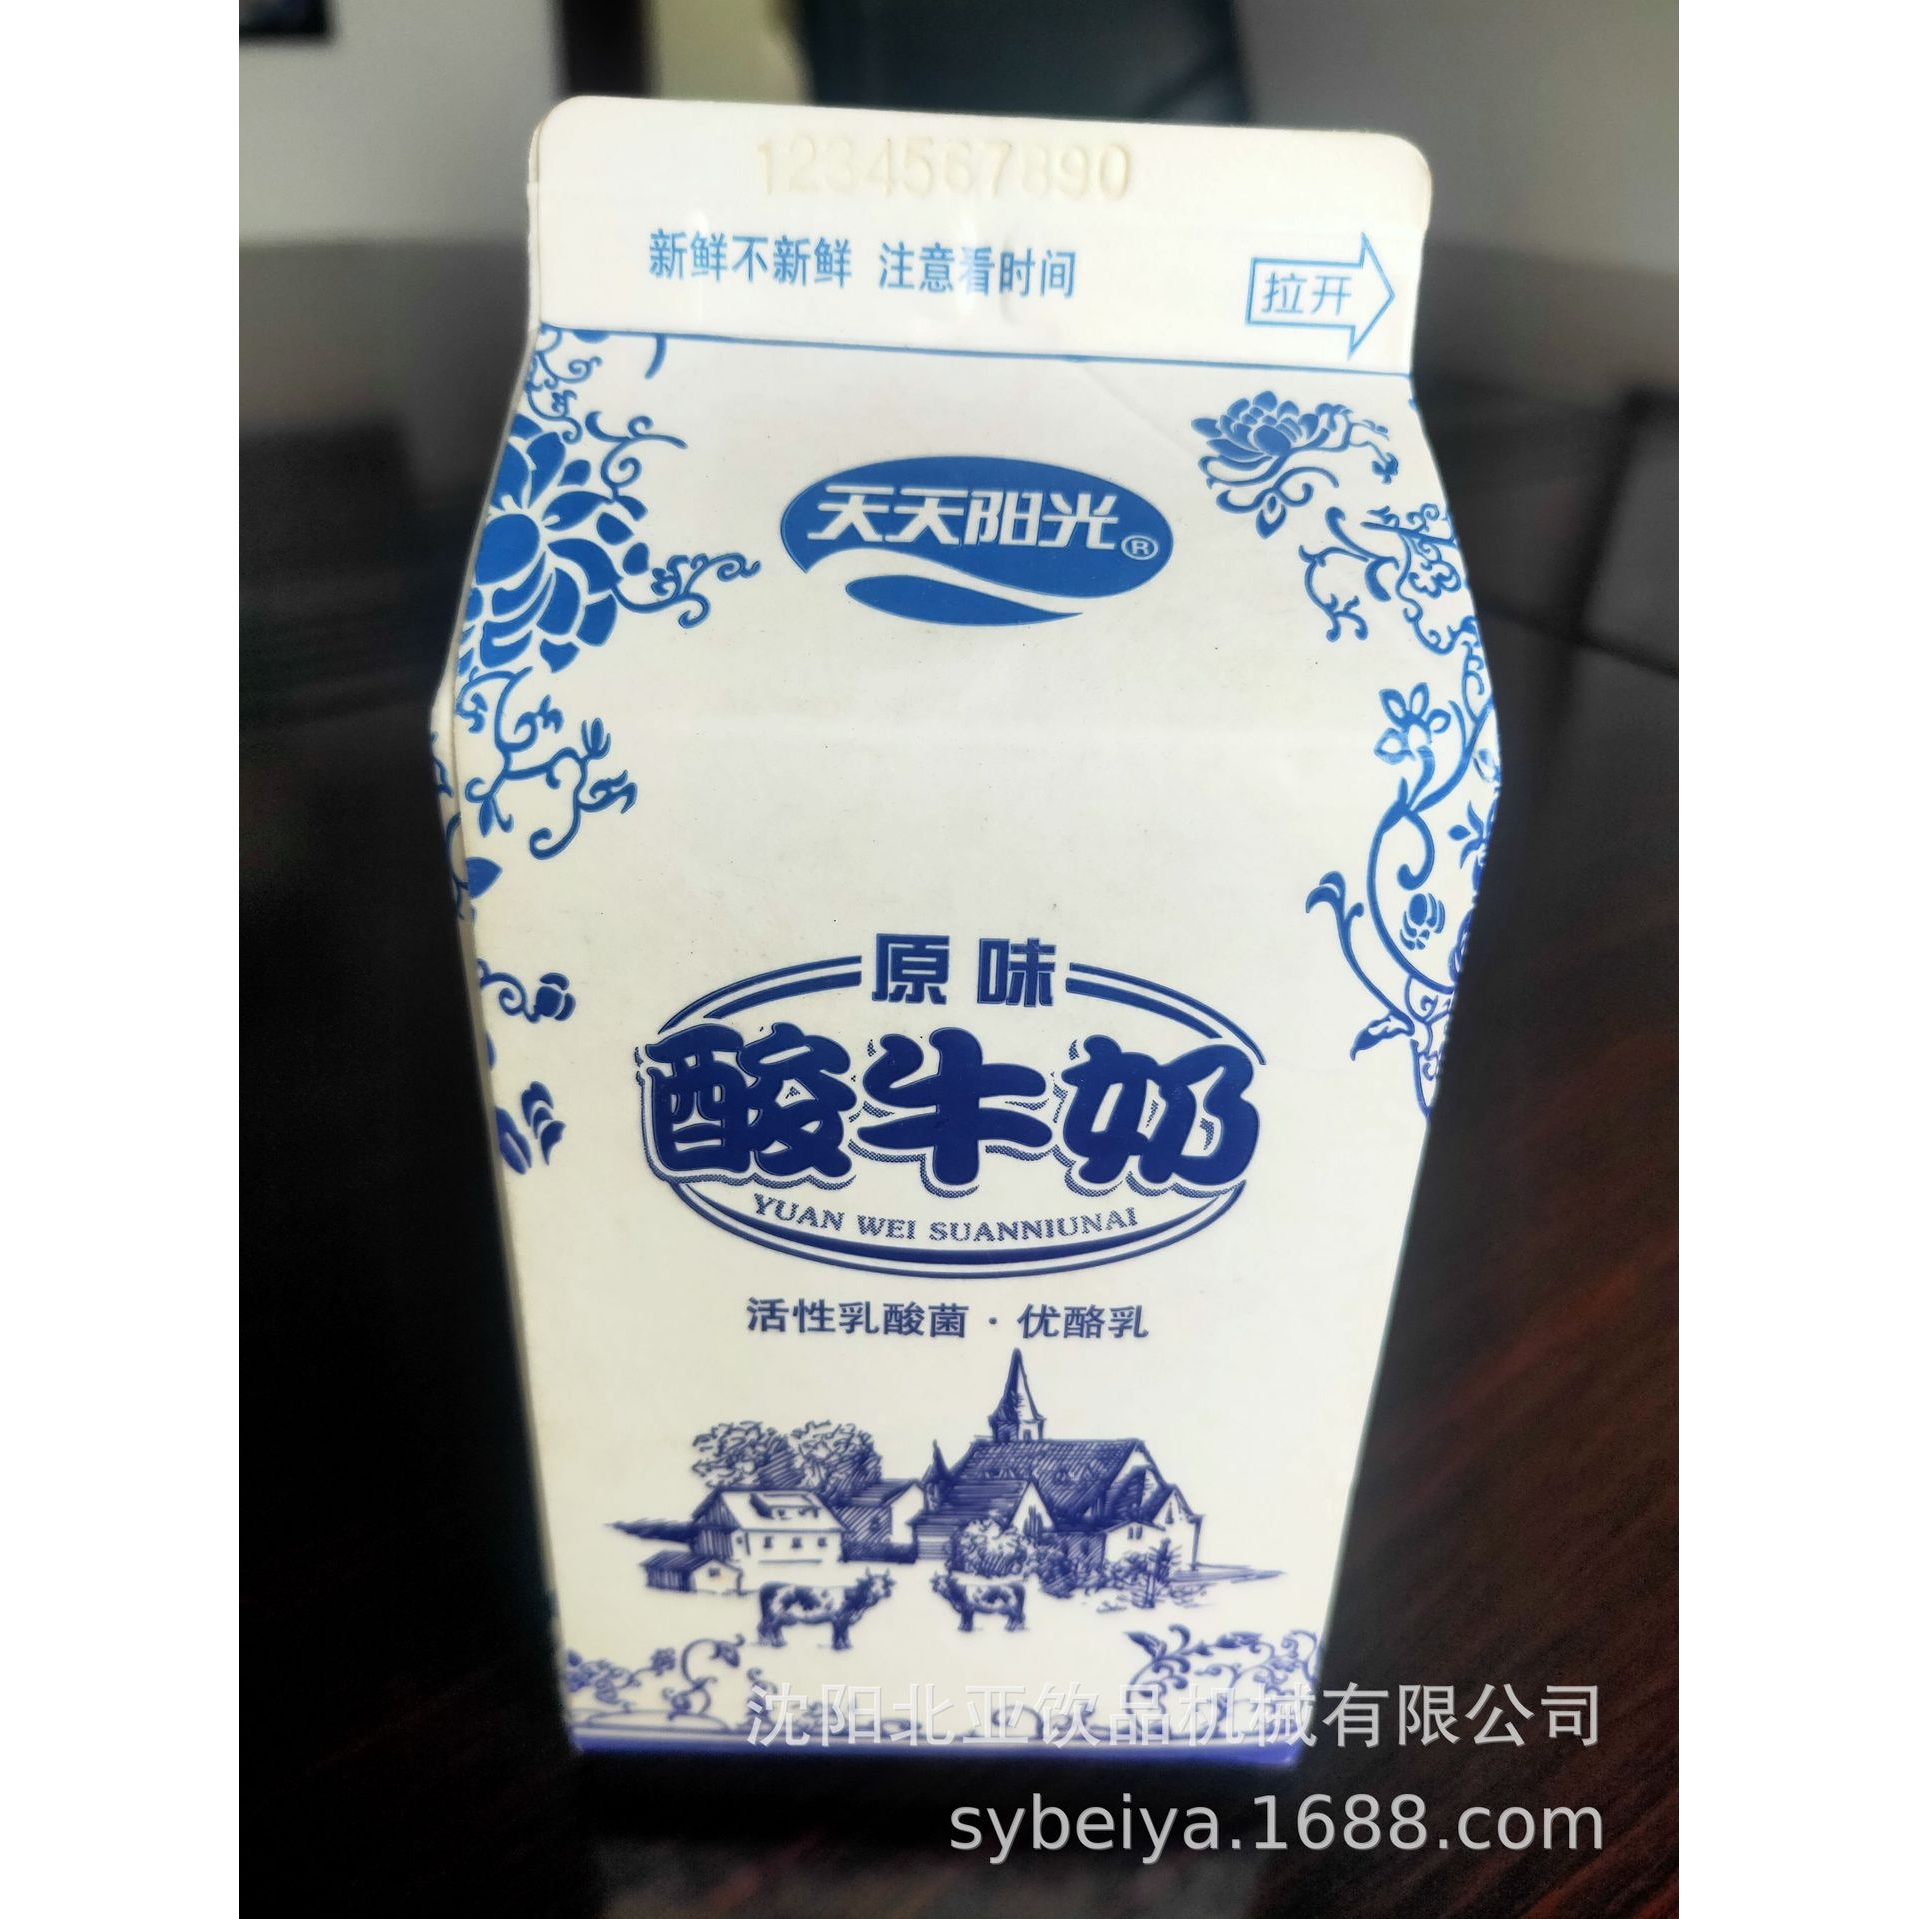 1234567890
新鲜不新鲜 注意看时间
拉开
天天阳光®
原味
酸牛奶
YUAN WEI SUANNIUNAI
活性乳酸菌·优酪乳
沈阳北亚饮品机械有限公司
sybeiya.1688.com